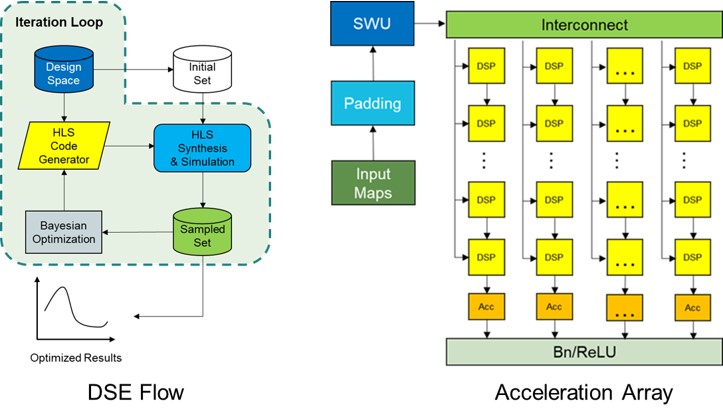 Iteration Loop
Design
Space
Initial
Set
HLS
Code
Generator
HLS
Synthesis
& Simulation
Bayesian
Optimization
Sampled
Set
Optimized Results
DSE Flow
SWU
Padding
Input
Maps
Interconnect
DSP
DSP
...
DSP
DSP
DSP
...
DSP
DSP
DSP
...
DSP
DSP
DSP
...
DSP
Acc
Acc
...
Acc
Bn/ReLU
Acceleration Array